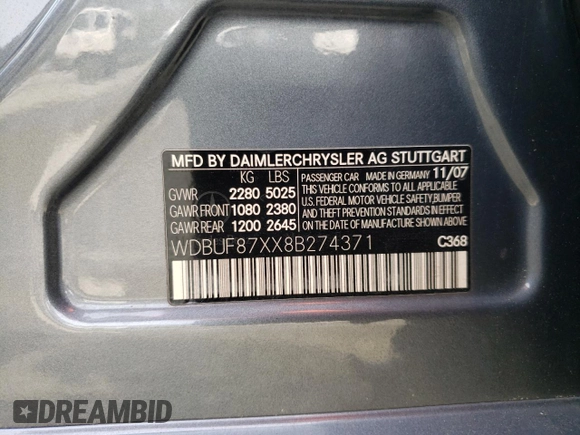 MFD BY DAIMLERCHRYSLER AG STUTTGART
KG LBS
GVWR 2280 5025
GAWR FRONT 1080 2380
GAWR REAR 1200 2645
PASSENGER CAR MADE IN GERMANY 11/07
THIS VEHICLE CONFORMS TO ALL APPLICABLE
U.S. FEDERAL MOTOR VEHICLE SAFETY, BUMPER
AND THEFT PREVENTION STANDARDS IN EFFECT
ON THE DATE OF MANUFACTURE SHOWN ABOVE.
WDBUF87XX8B274371 C368
DREAMBID